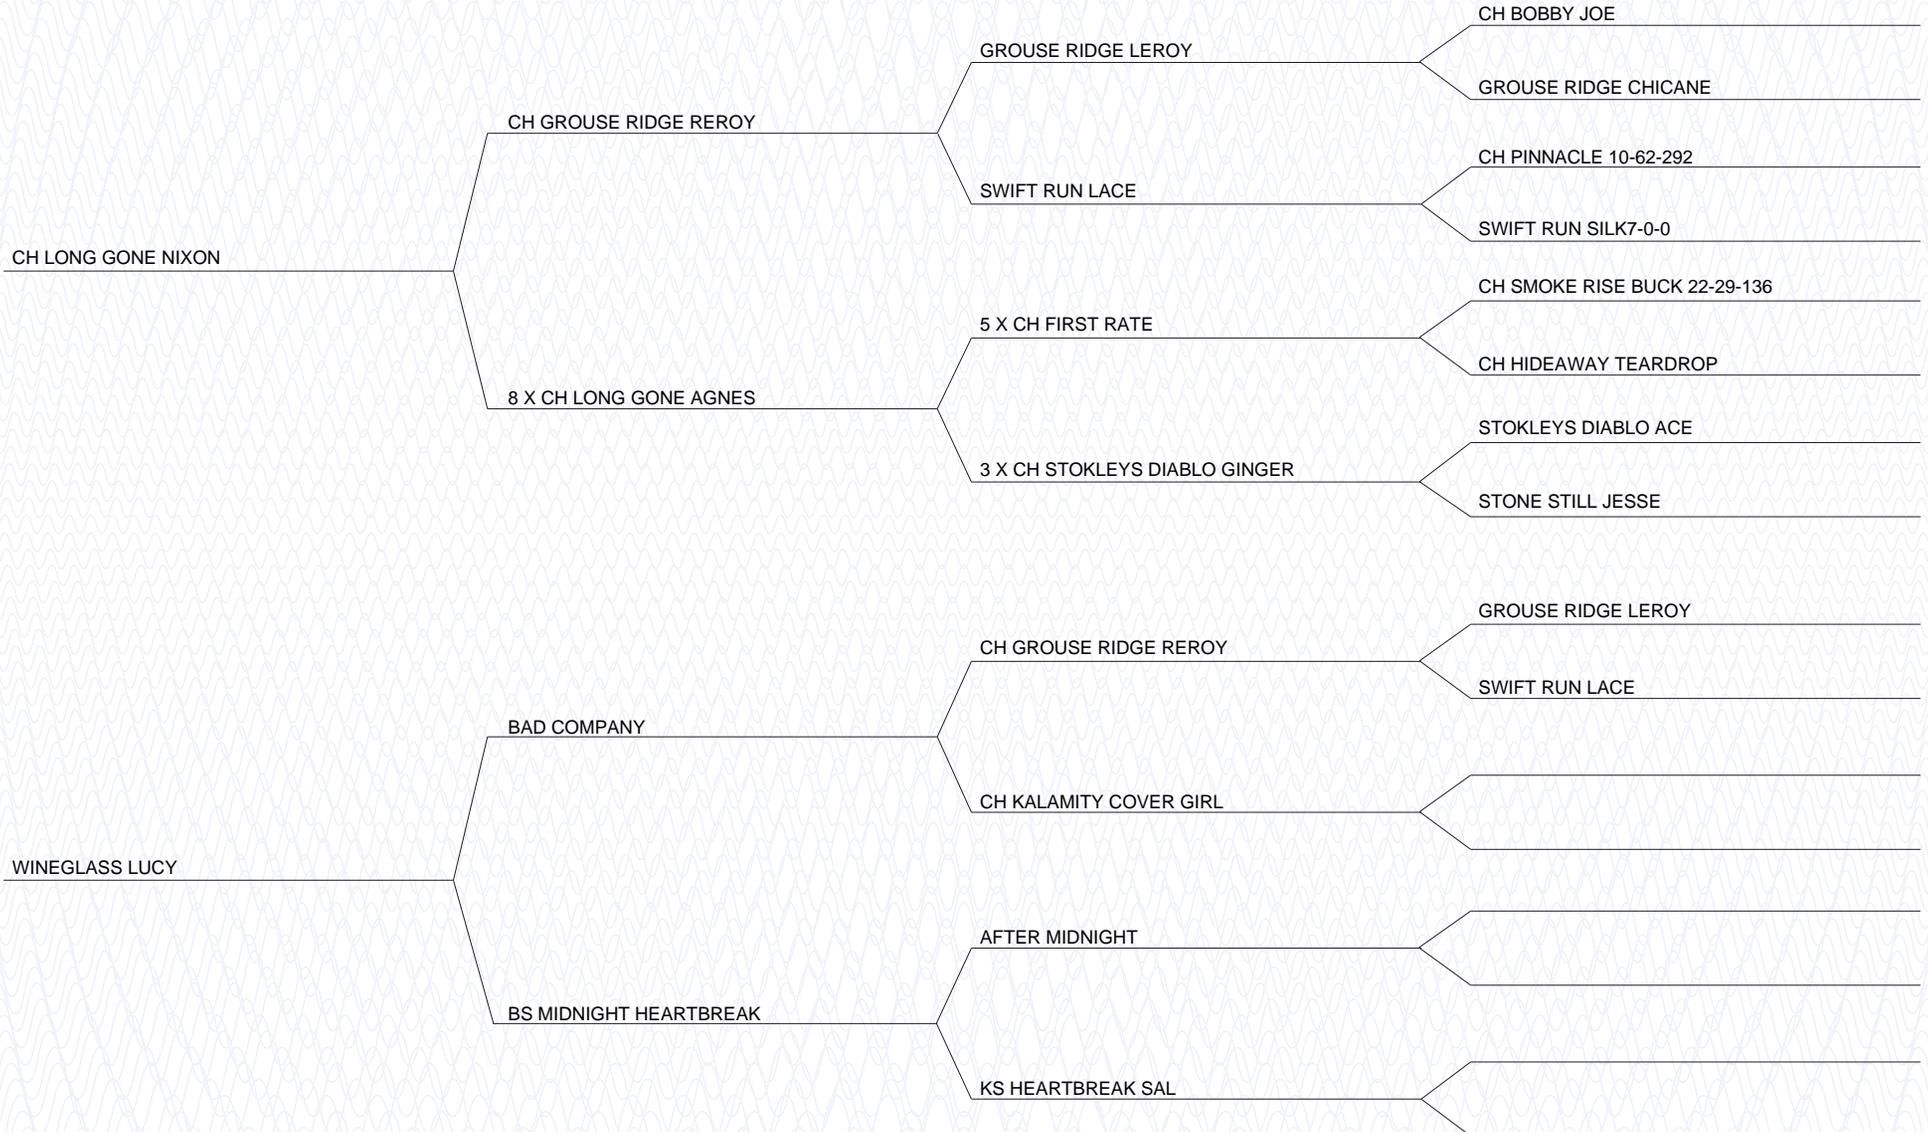 CH BOBBY JOE
GROUSE RIDGE LEROY
GROUSE RIDGE CHICANE
CH GROUSE RIDGE REROY
CH PINNACLE 10-62-292
SWIFT RUN LACE
SWIFT RUN SILK7-0-0
CH LONG GONE NIXON
CH SMOKE RISE BUCK 22-29-136
5 X CH FIRST RATE
CH HIDEAWAY TEARDROP
8 X CH LONG GONE AGNES
STOKLEYS DIABLO ACE
3 X CH STOKLEYS DIABLO GINGER
STONE STILL JESSE
GROUSE RIDGE LEROY
CH GROUSE RIDGE REROY
SWIFT RUN LACE
BAD COMPANY
CH KALAMITY COVER GIRL
WINEGLASS LUCY
AFTER MIDNIGHT
BS MIDNIGHT HEARTBREAK
KS HEARTBREAK SAL